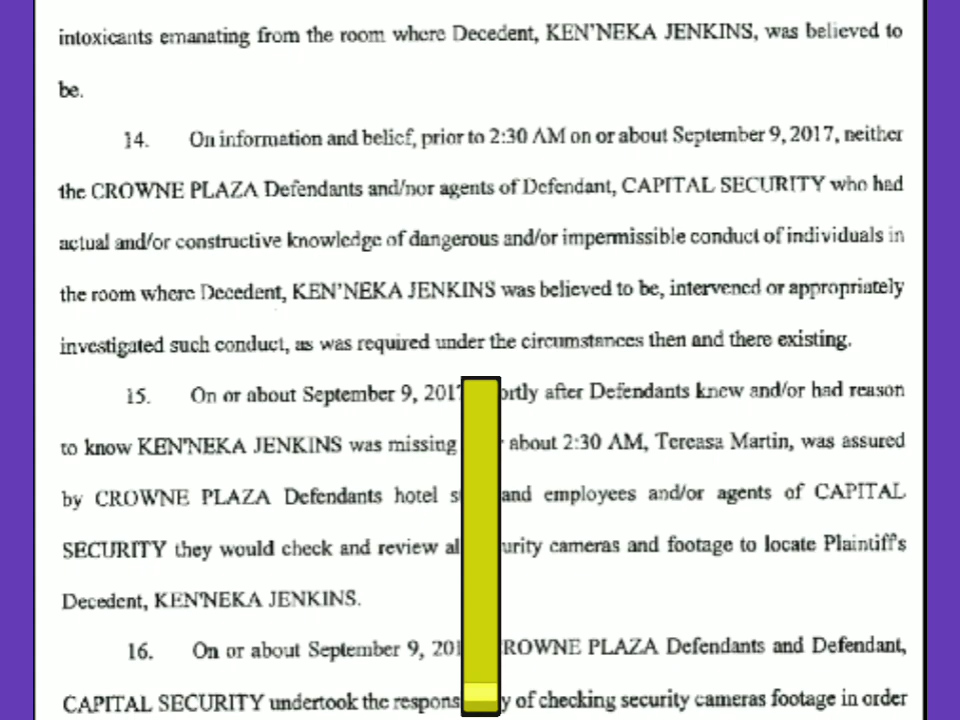 intoxicants emanating from the room where Decedent, KEN'NEKA JENKINS, was believed to
be.
14. On information and belief, prior to 2:30 AM on or about September 9, 2017, neither
the CROWNE PLAZA Defendants and/nor agents of Defendant, CAPITAL SECURITY who had
actual and/or constructive knowledge of dangerous and/or impermissible conduct of individuals in
the room where Decedent, KEN'NEKA JENKINS was believed to be, intervened or appropriately
investigated such conduct, as was required under the circumstances then and there existing.
15. On or about September 9, after Defendants knew and/or had reason
to know KEN'NEKA JENKINS was missing about 2:30 AM, Tereasa Martin, was assured
by CROWNE PLAZA Defendants hotel and employees and/or agents of CAPITAL
SECURITY they would check and review cameras and footage to locate Plaintiff's
Decedent, KEN'NEKA JENKINS.
16. On or about September 9, PLAZA Defendants and Defendant,
CAPITAL SECURITY undertook the of checking security cameras footage in order